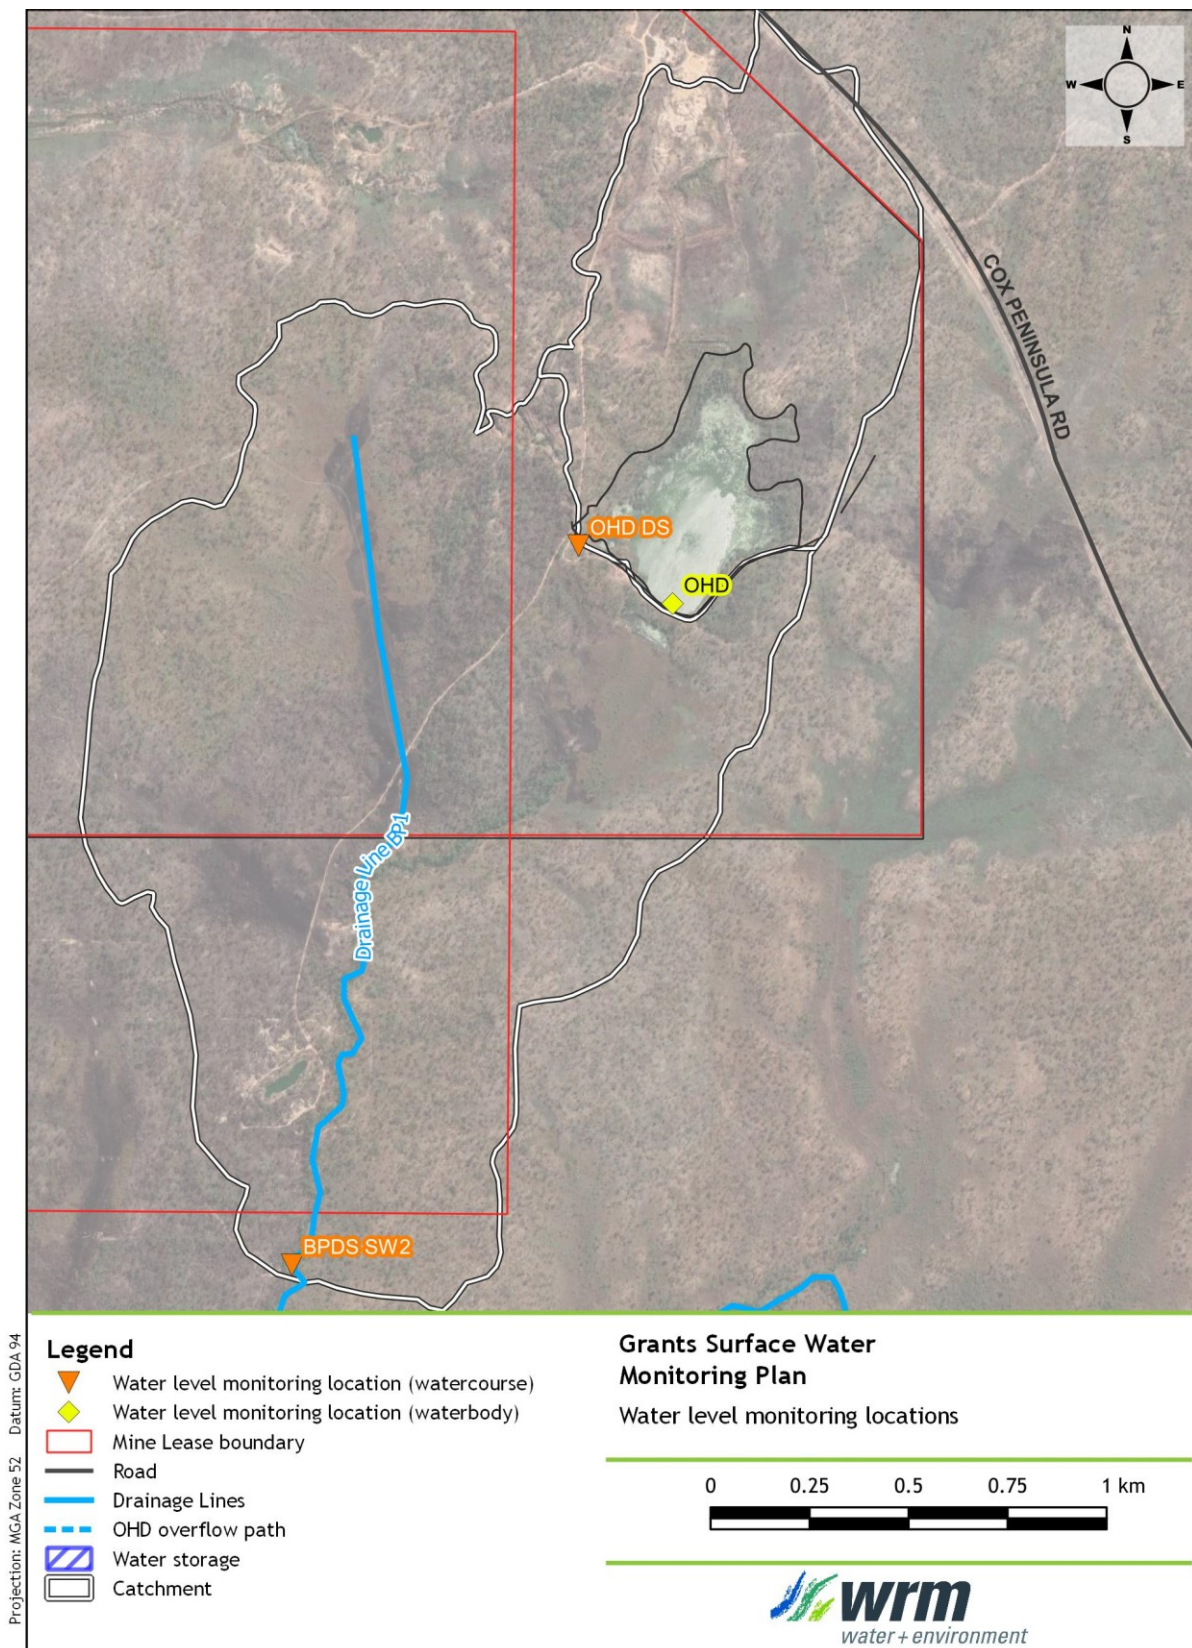 N
W
E
S
COX PENINSULA RD
OHD DS
OHD
Drainage Line BP1
BPDS SW2
Projection: MGA Zone 52 Datum: GDA 94
Legend
Water level monitoring location (watercourse)
Water level monitoring location (waterbody)
Mine Lease boundary
Road
Drainage Lines
OHD overflow path
Water storage
Catchment
Grants Surface Water
Monitoring Plan
Water level monitoring locations
0 0.25 0.5 0.75 1 km
wrm
water + environment